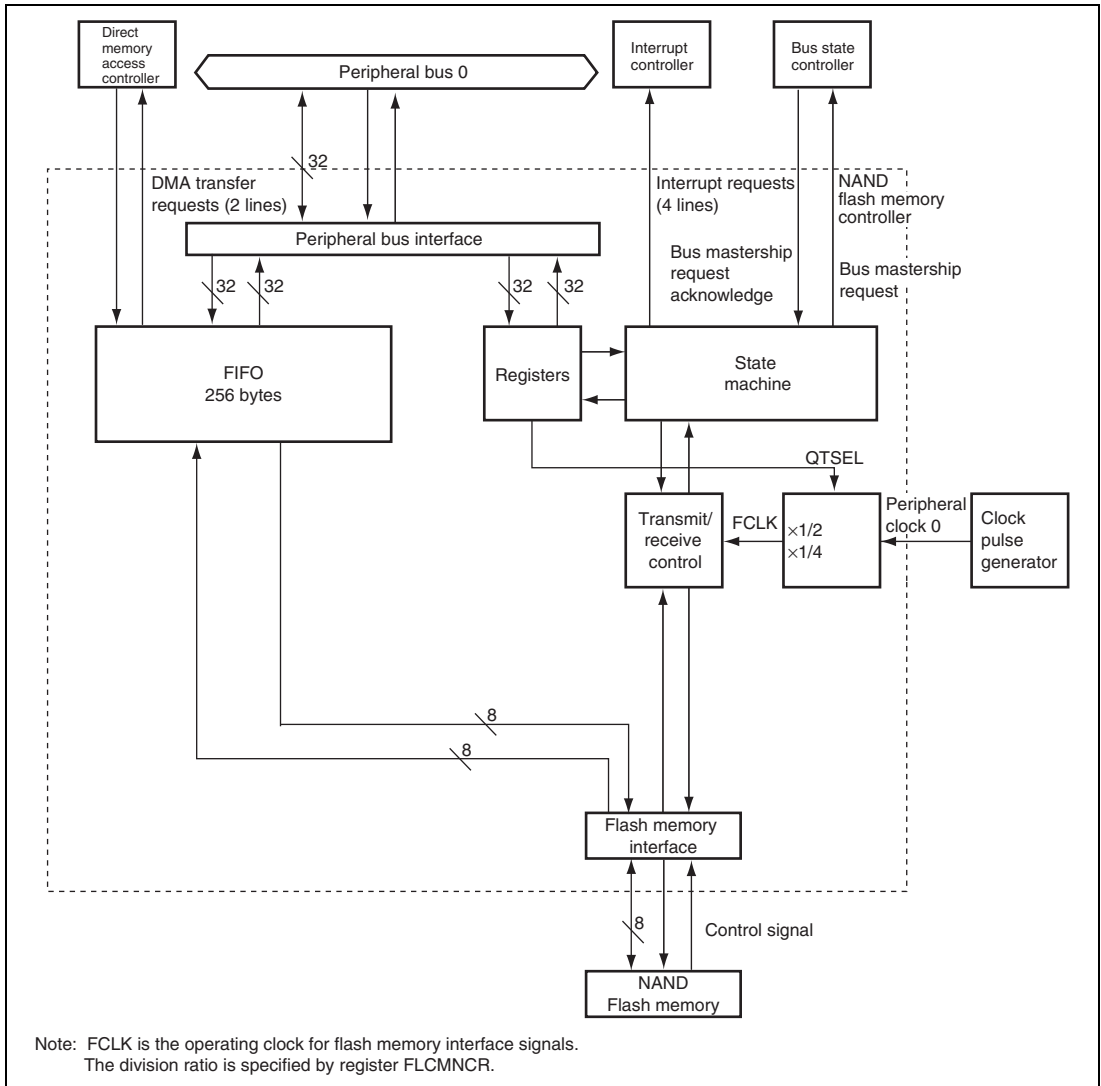 Direct
memory
access
controller
Peripheral bus 0
Interrupt
controller
Bus state
controller
32
DMA transfer
requests (2 lines)
Interrupt requests
(4 lines)
NAND
flash memory
controller
Peripheral bus interface
Bus mastership
request
acknowledge
Bus mastership
request
32
32
32
32
FIFO
256 bytes
Registers
State
machine
QTSEL
Transmit/
receive
control
FCLK
×1/2
×1/4
Peripheral
clock 0
Clock
pulse
generator
8
8
Flash memory
interface
8
Control signal
NAND
Flash memory
Note: FCLK is the operating clock for flash memory interface signals.
The division ratio is specified by register FLCMNCR.